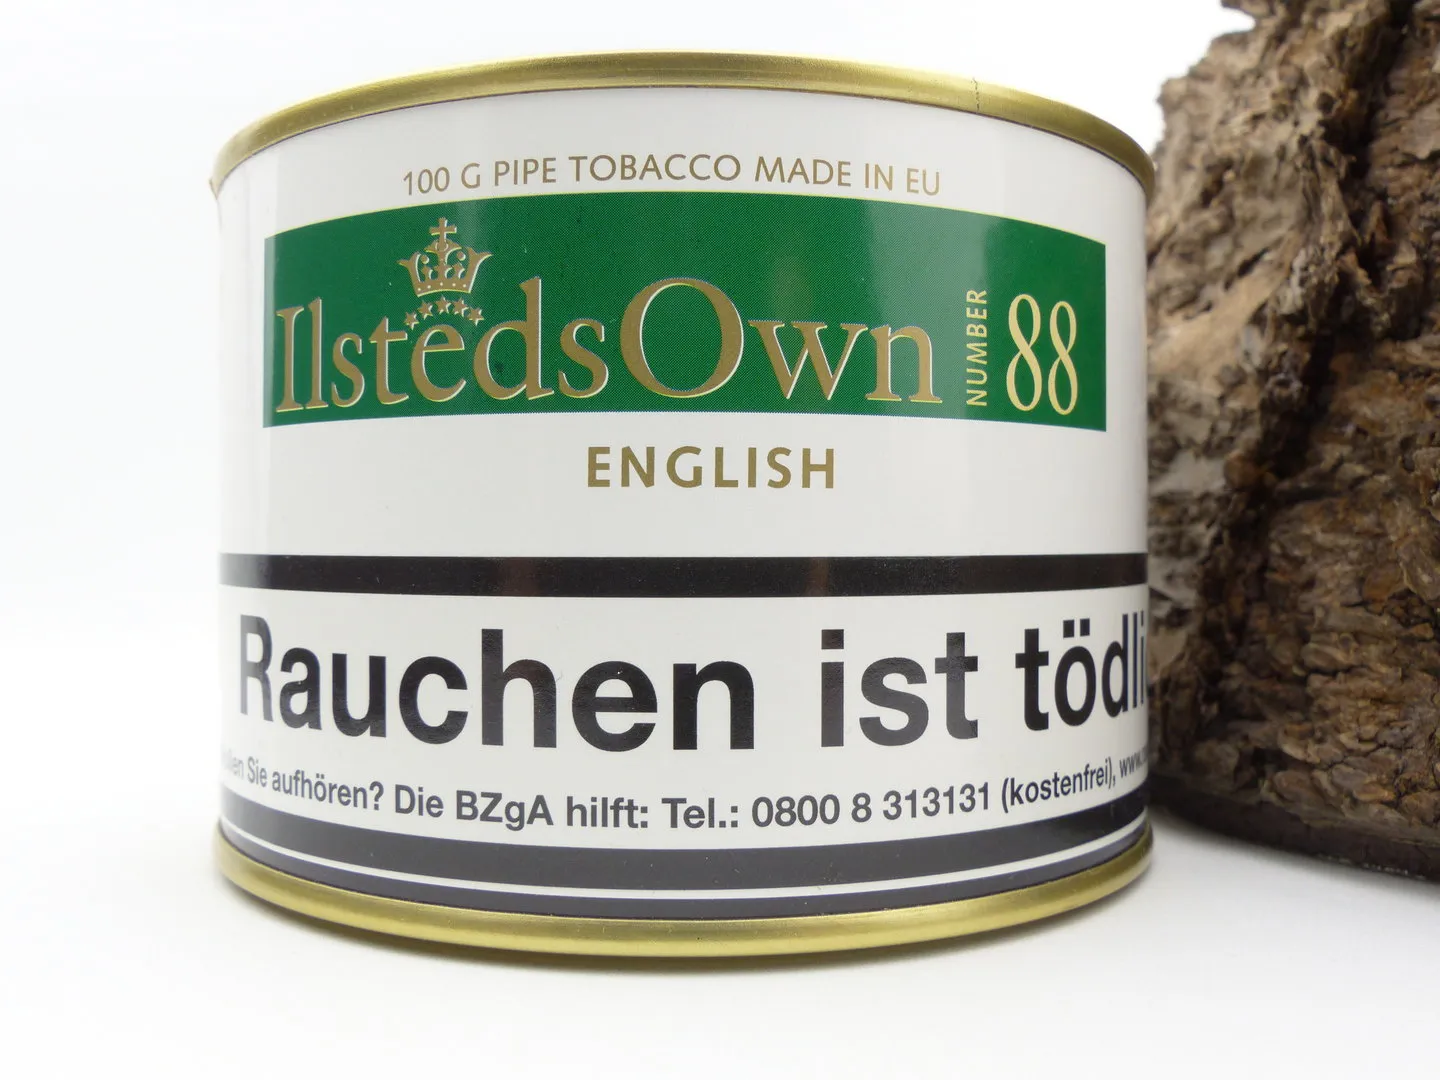 100 G PIPE TOBACCO MADE IN EU
IlstedsOwn NUMBER 88
ENGLISH
Rauchen ist
Sie aufhören? Die BZgA hilft: Tel.: 0800 8 313131 (kostenfrei),